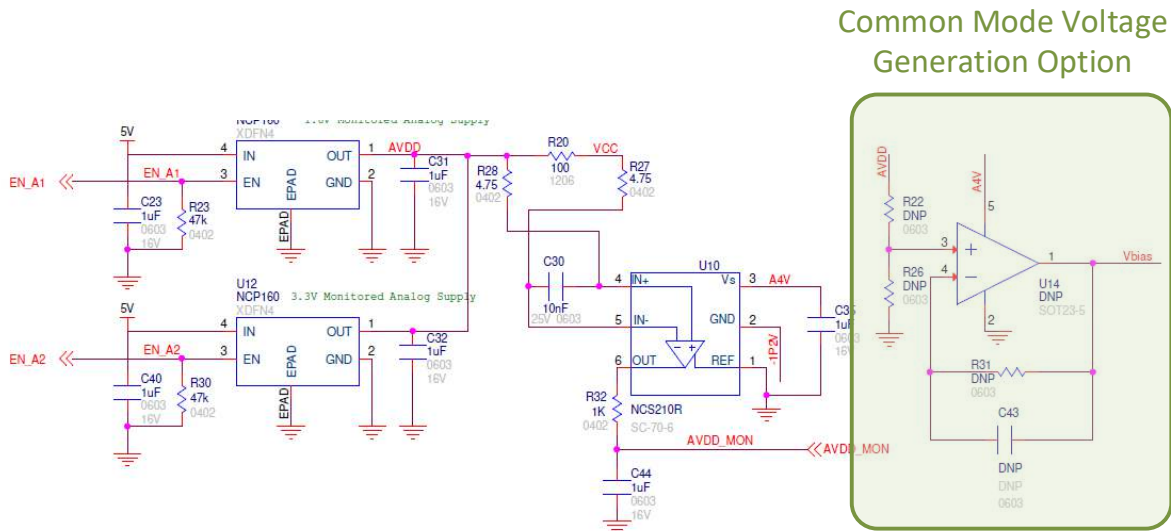 Common Mode Voltage
Generation Option
NCP160 1.8V Monitored Analog Supply
XDFN4
5V
4 IN OUT 1 AVDD
EN_A1 EN_A1 3 EN GND 2
EPAD
EPAD
C23
1uF
0603
16V
R23
47k
0402
C31
1uF
0603
16V
R28
4.75
0402
R20
100
1206
VCC
R27
4.75
0402
U12
NCP160 3.3V Monitored Analog Supply
XDFN4
5V
4 IN OUT 1
EN_A2 EN_A2 3 EN GND 2
EPAD
EPAD
C40
1uF
0603
16V
R30
47k
0402
C32
1uF
0603
16V
C30
10nF
25V 0603
U10
4 IN+ Vs 3 A4V
5 IN- GND 2
-1P2V
6 OUT REF 1
NCS210R
SC-70-6
C35
1uF
0603
16V
R32
1K
0402
AVDD_MON AVDD_MON
C44
1uF
0603
16V
AVDD
A4V
R22
DNP
0603
R26
DNP
0603
5
3
4
1
2
Vbias
U14
DNP
SOT23-5
R31
DNP
0603
C43
DNP
DNP
0603